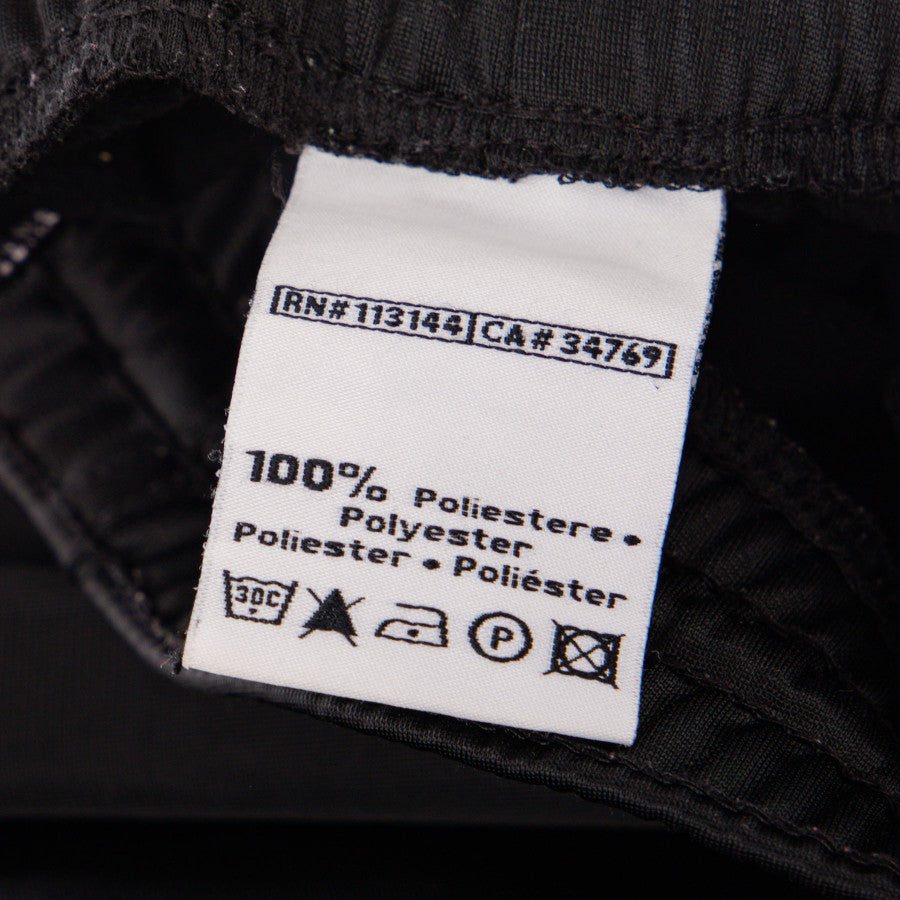 RN# 113144 CA# 34769
100% Poliestere •
Polyester
Poliester • Poliéster
30C
P